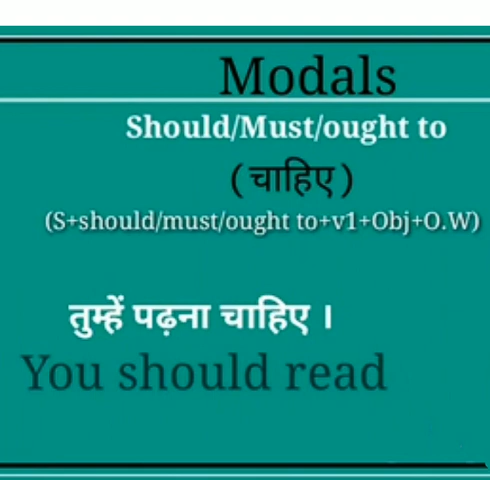 Modals
Should/Must/ought to
(चाहिए)
(S+should/must/ought to+v1+Obj+O.W)
तुम्हें पढ़ना चाहिए ।
You should read